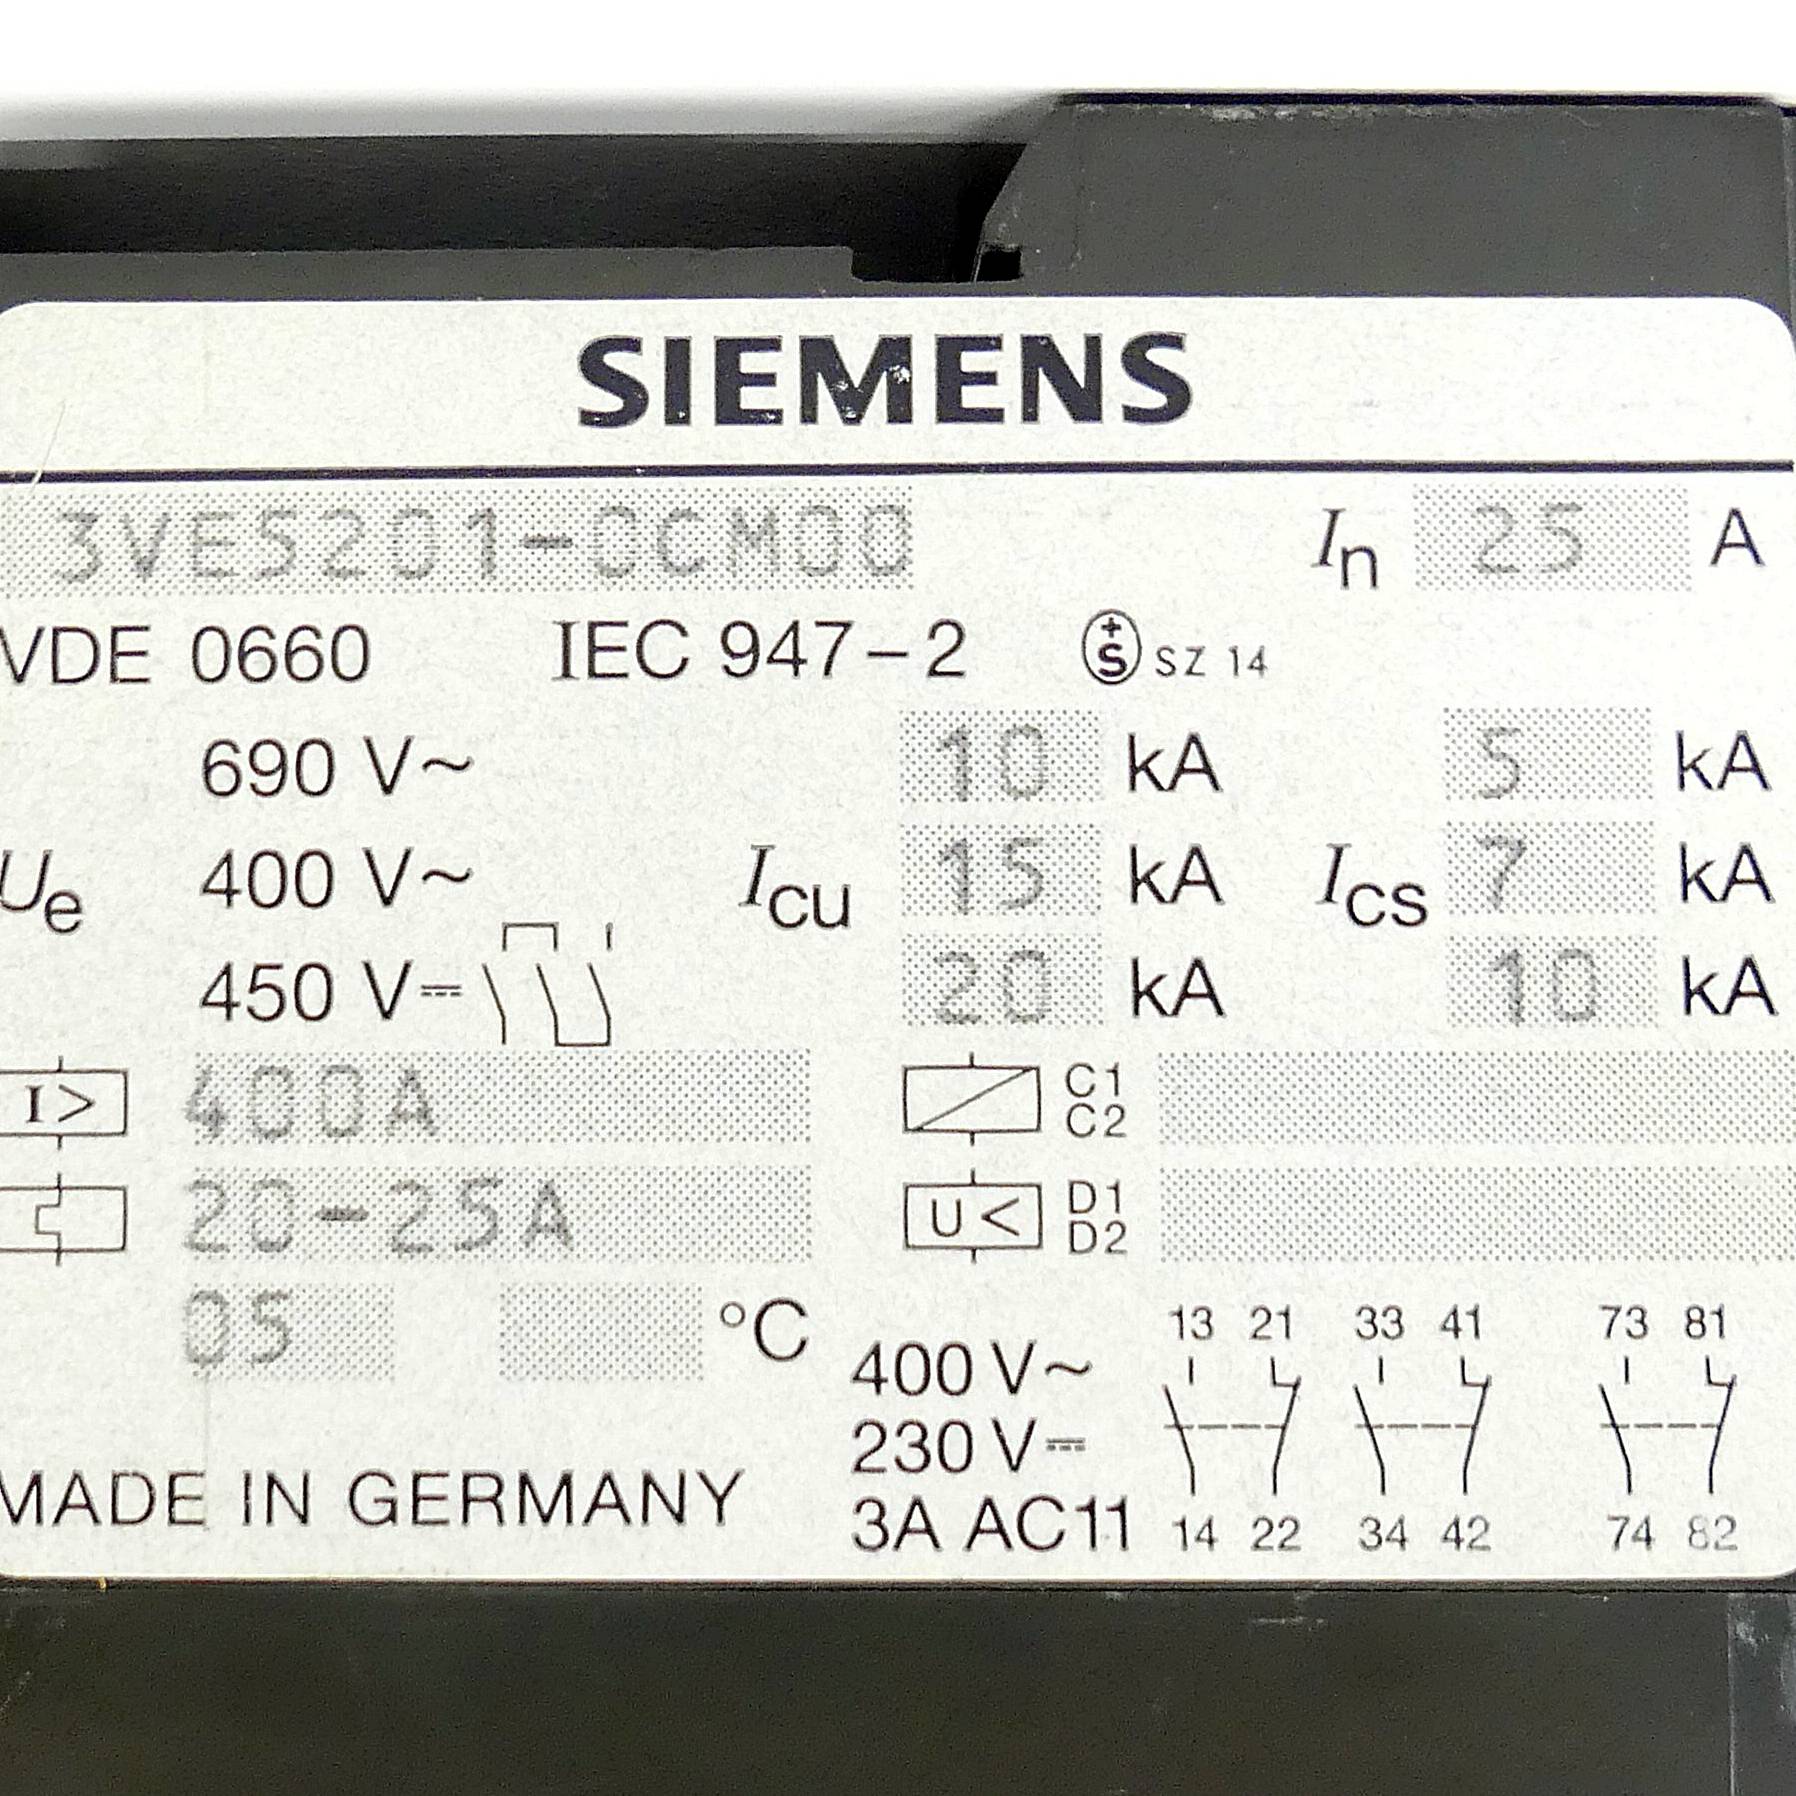 SIEMENS
3VE5201-0CM00 In 25 A
VDE 0660 IEC 947-2 +S SZ 14
690 V~ 10 kA 5 kA
Ue 400 V~ Icu 15 kA Ics 7 kA
450 V⎓ 20 kA 10 kA
I> 400A C1
C2
20-25A U< D1
D2
05 °C
13 21 33 41 73 81
400 V~
230 V⎓
MADE IN GERMANY
3A AC11 14 22 34 42 74 82